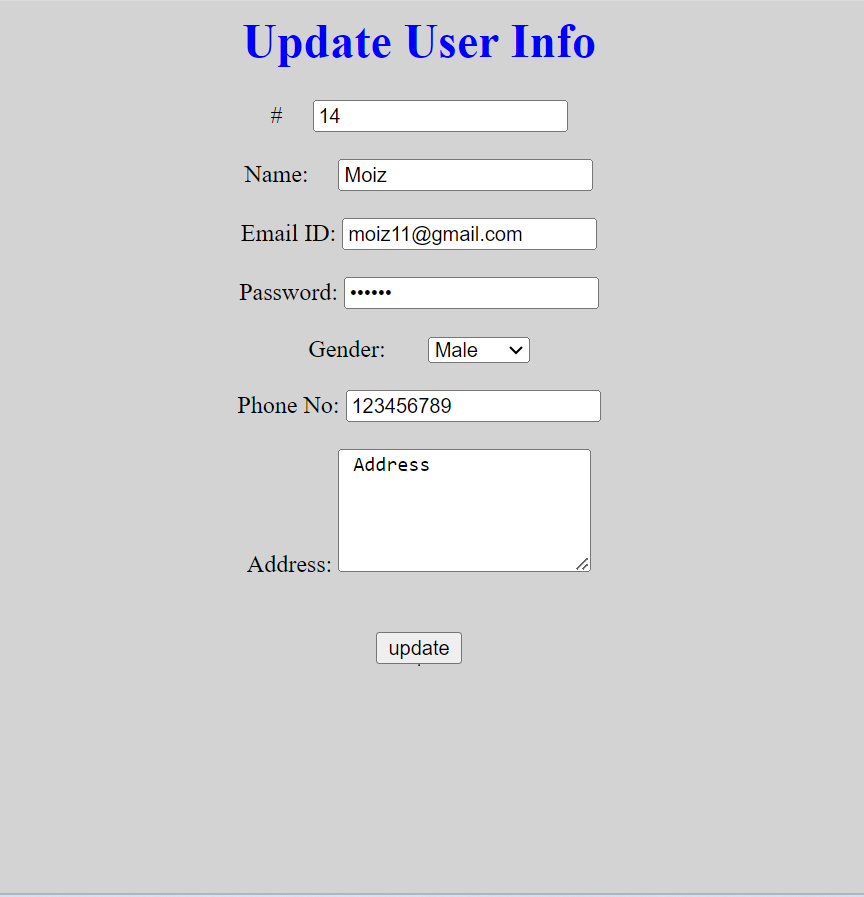 Update User Info
# 14
Name: Moiz
Email ID: moiz11@gmail.com
Password: ••••••
Gender: Male
Phone No: 123456789
Address
Address:
update